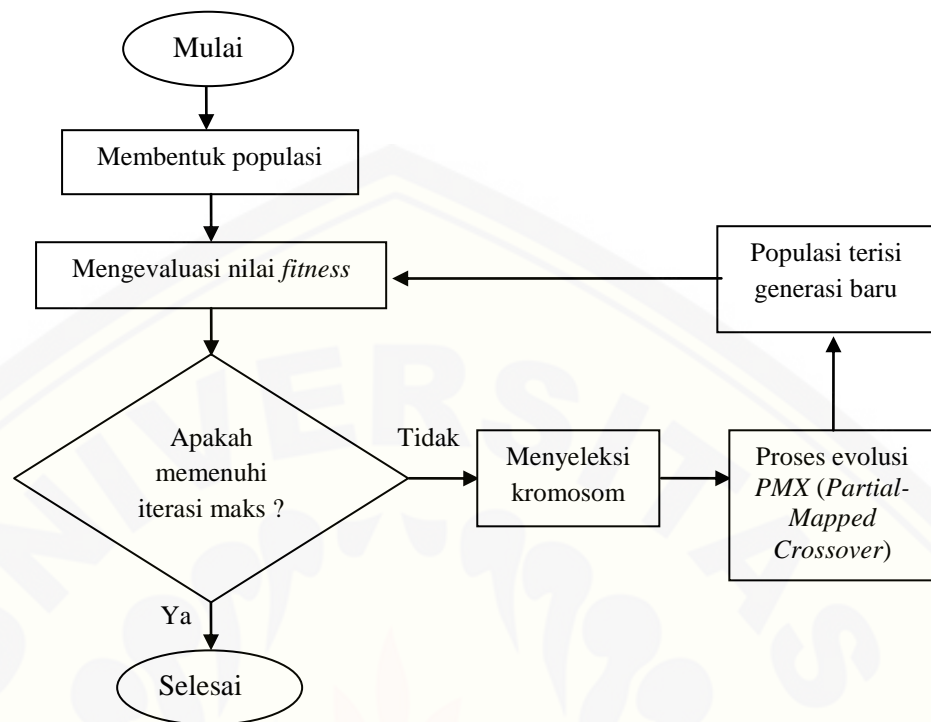 Mulai
Membentuk populasi
Mengevaluasi nilai fitness
Populasi terisi
generasi baru
Apakah
memenuhi
iterasi maks ?
Tidak
Menyeleksi
kromosom
Proses evolusi
PMX (Partial-
Mapped
Crossover)
Ya
Selesai
UNIVERSITAS